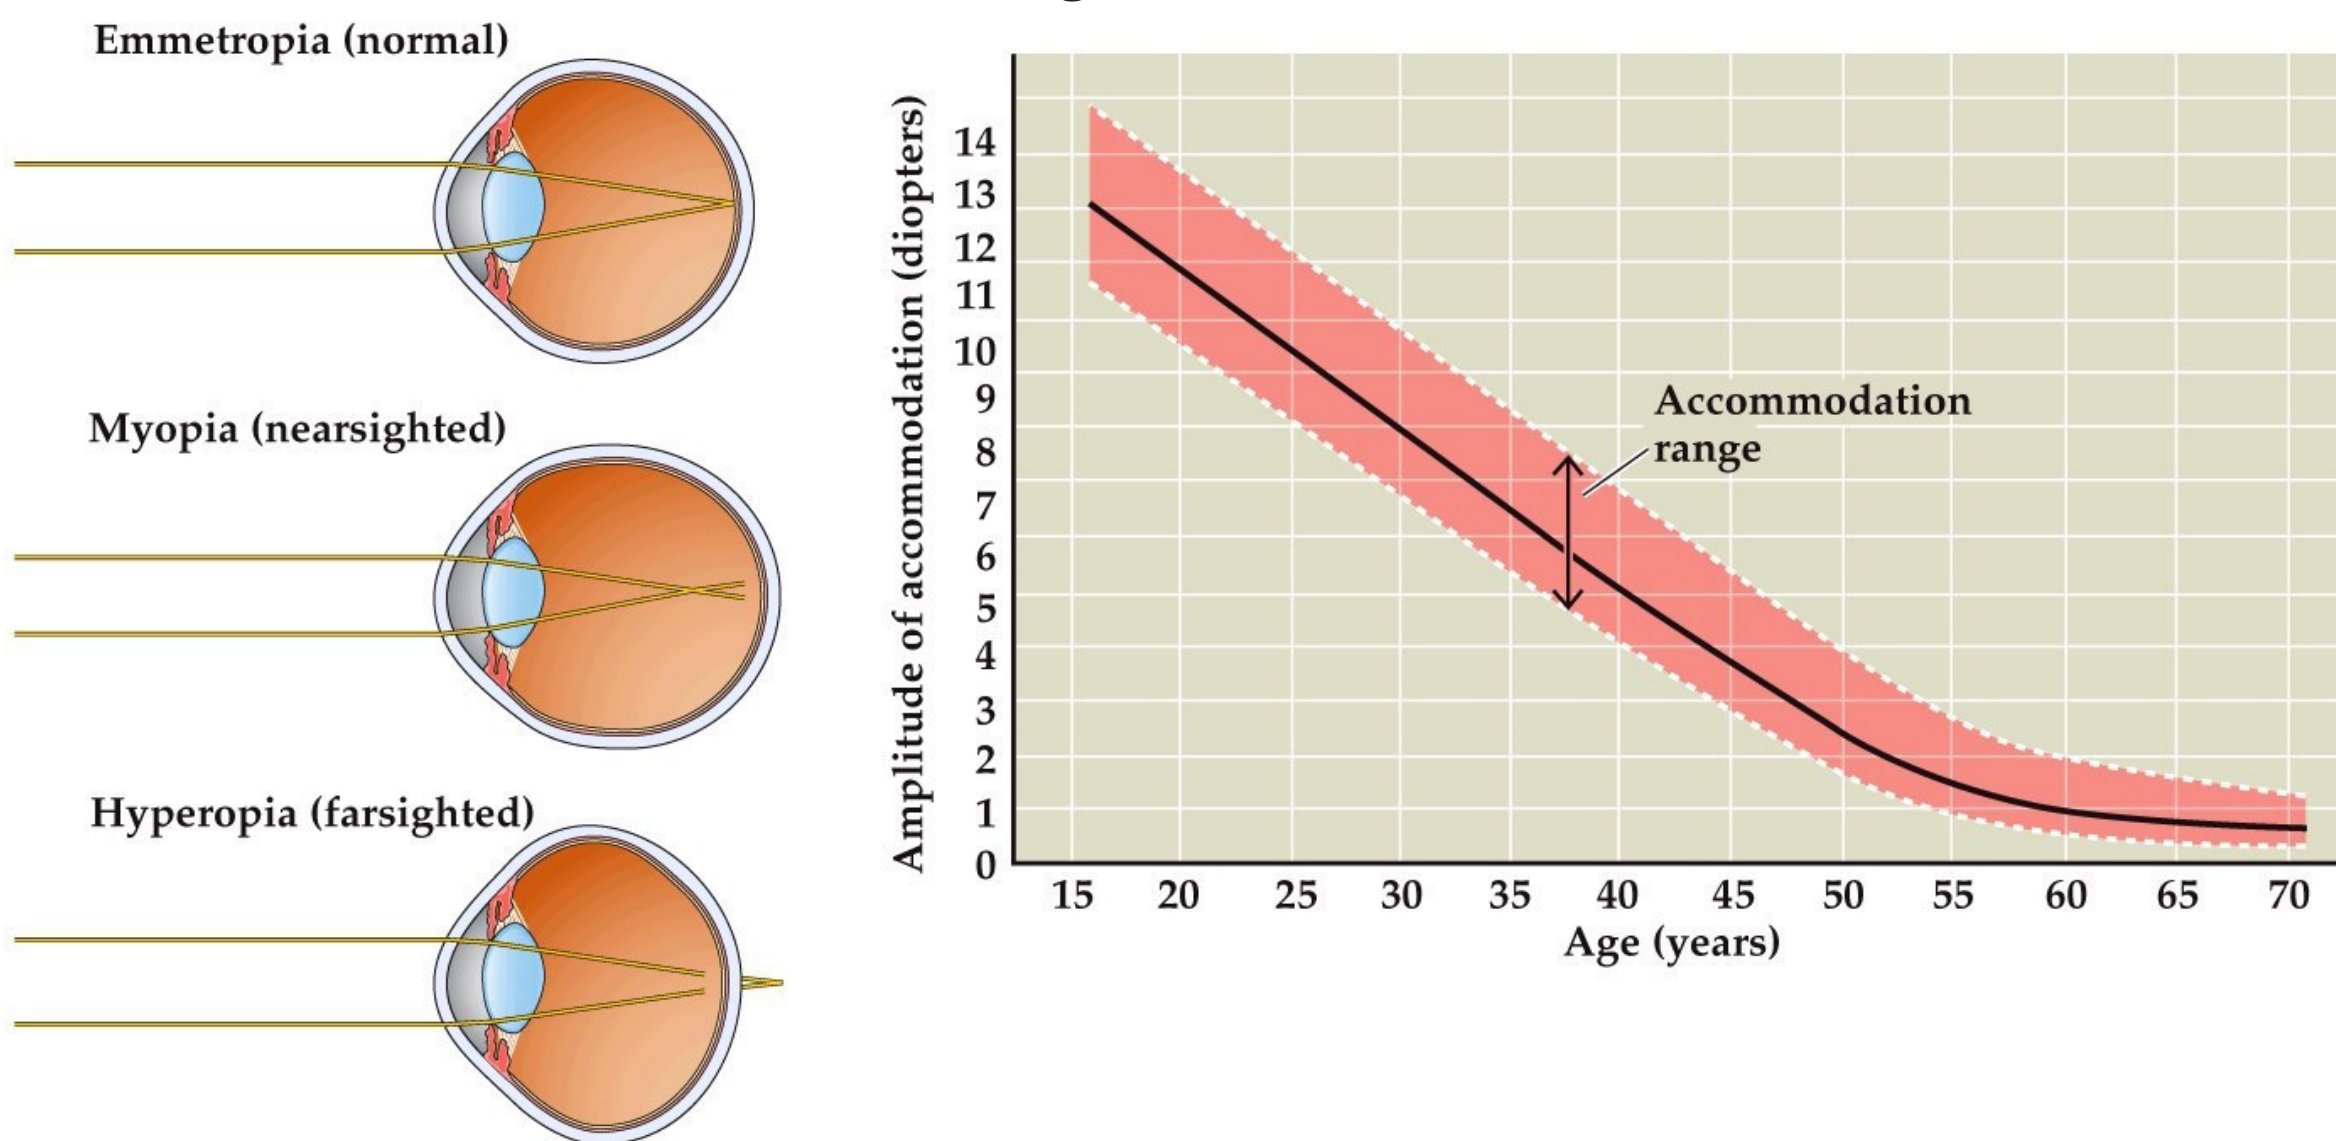 Emmetropia (normal)
Myopia (nearsighted)
Hyperopia (farsighted)
Amplitude of accommodation (diopters)
14
13
12
11
10
9
8
7
6
5
4
3
2
1
0
Accommodation
range
15 20 25 30 35 40 45 50 55 60 65 70
Age (years)